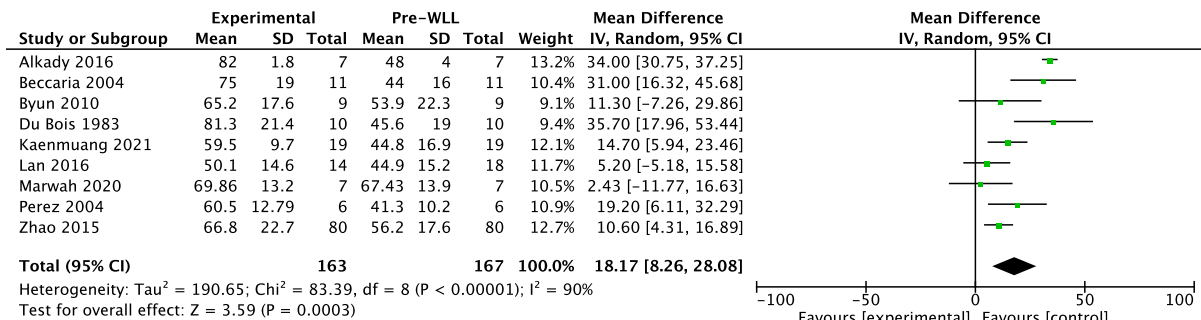 Experimental Pre-WLL Mean Difference Mean Difference
Study or Subgroup Mean SD Total Mean SD Total Weight IV, Random, 95% CI IV, Random, 95% CI
Alkady 2016 82 1.8 7 48 4 7 13.2% 34.00 [30.75, 37.25]
Beccaria 2004 75 19 11 44 16 11 10.4% 31.00 [16.32, 45.68]
Byun 2010 65.2 17.6 9 53.9 22.3 9 9.1% 11.30 [-7.26, 29.86]
Du Bois 1983 81.3 21.4 10 45.6 19 10 9.4% 35.70 [17.96, 53.44]
Kaenmuang 2021 59.5 9.7 19 44.8 16.9 19 12.1% 14.70 [5.94, 23.46]
Lan 2016 50.1 14.6 14 44.9 15.2 18 11.7% 5.20 [-5.18, 15.58]
Marwah 2020 69.86 13.2 7 67.43 13.9 7 10.5% 2.43 [-11.77, 16.63]
Perez 2004 60.5 12.79 6 41.3 10.2 6 10.9% 19.20 [6.11, 32.29]
Zhao 2015 66.8 22.7 80 56.2 17.6 80 12.7% 10.60 [4.31, 16.89]
Total (95% CI) 163 167 100.0% 18.17 [8.26, 28.08]
Heterogeneity: Tau² = 190.65; Chi² = 83.39, df = 8 (P < 0.00001); I² = 90%
Test for overall effect: Z = 3.59 (P = 0.0003)
-100 -50 0 50 100
Favours [experimental] Favours [control]